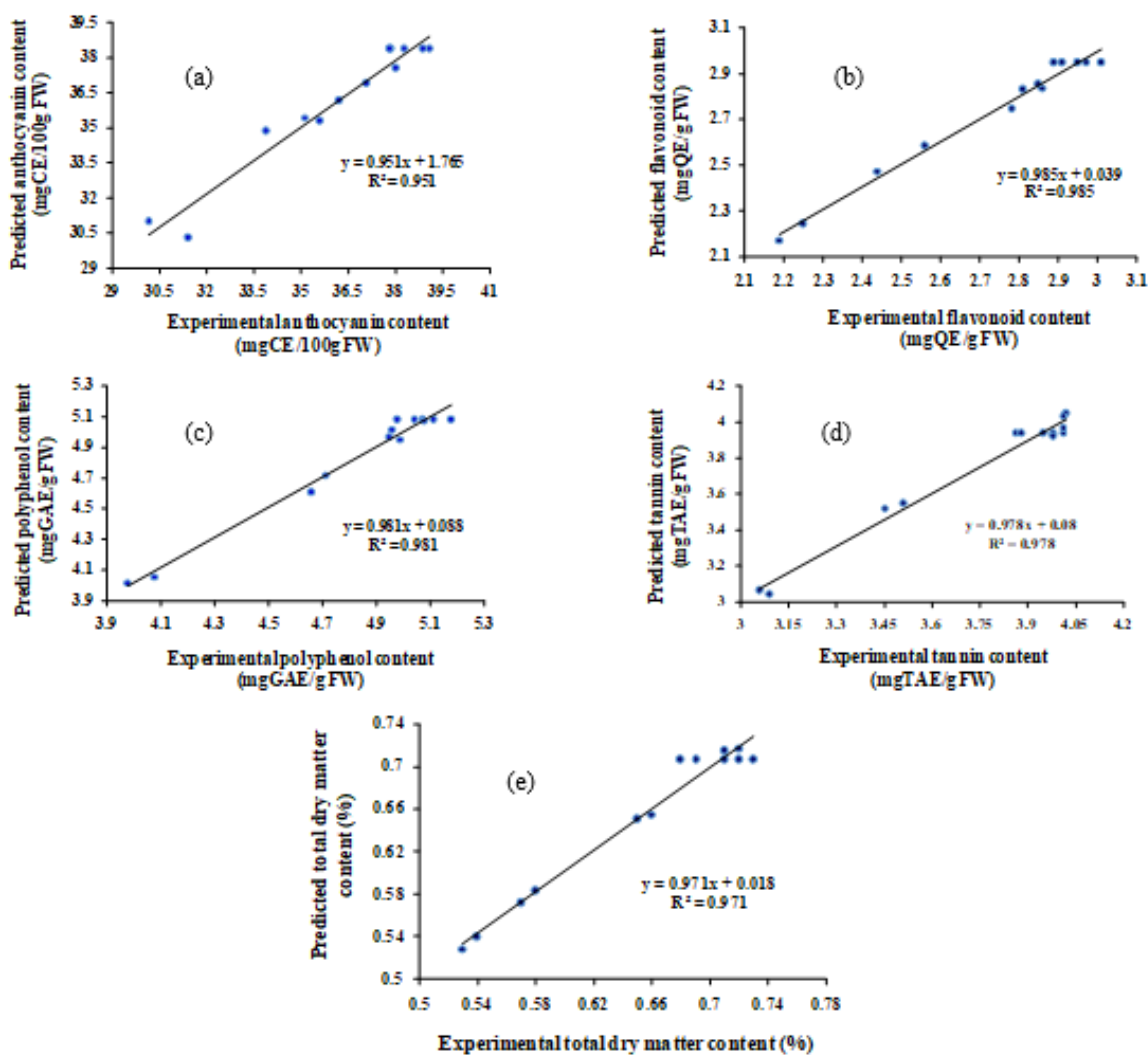 Predicted anthocyanin content
(mgCE/100g FW)
39.5
38
36.5
35
33.5
32
30.5
29
(a)
y = 0.951x + 1.765
R² = 0.951
29 30.5 32 33.5 35 36.5 38 39.5 41
Experimental anthocyanin content
(mgCE/100gFW)
Predicted flavonoid content
(mgQE/g FW)
3.1
2.9
2.7
2.5
2.3
2.1
(b)
y = 0.985x + 0.039
R² = 0.985
2.1 2.2 2.3 2.4 2.5 2.6 2.7 2.8 2.9 3 3.1
Experimental flavonoid content
(mgQE/g FW)
Predicted polyphenol content
(mgGAE/g FW)
5.3
5.1
4.9
4.7
4.5
4.3
4.1
3.9
(c)
y = 0.981x + 0.088
R² = 0.981
3.9 4.1 4.3 4.5 4.7 4.9 5.1 5.3
Experimental polyphenol content
(mgGAE/g FW)
Predicted tannin content
(mgTAE/g FW)
4.2
4
3.8
3.6
3.4
3.2
3
(d)
y = 0.978x + 0.08
R² = 0.978
3 3.15 3.3 3.45 3.6 3.75 3.9 4.05 4.2
Experimental tannin content
(mgTAE/g FW)
Predicted total dry matter
content (%)
0.74
0.7
0.66
0.62
0.58
0.54
0.5
(e)
y = 0.971x + 0.018
R² = 0.971
0.5 0.54 0.58 0.62 0.66 0.7 0.74 0.78
Experimental total dry matter content (%)